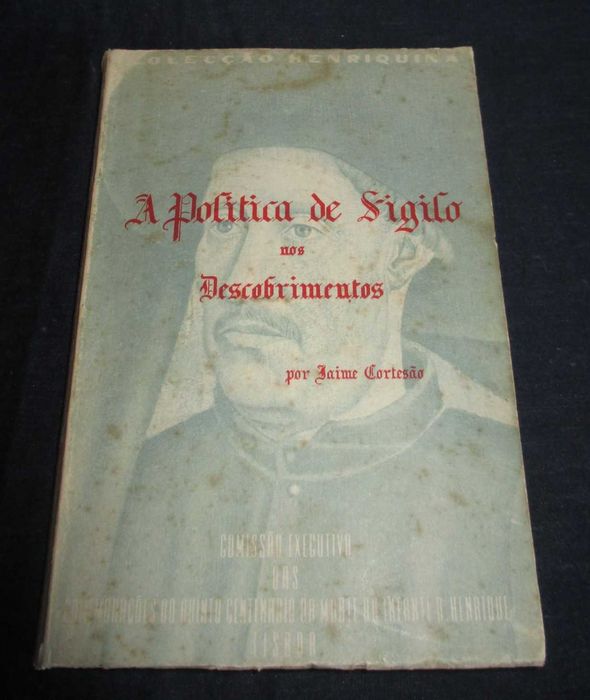 COLECÇÃO HENRIQUINA
A Política de Sigilo
nos
Descobrimentos
por Jaime Cortesão
COMISSÃO EXECUTIVA
DAS
COMEMORAÇÕES DO QUINTO CENTENÁRIO DA MORTE DO INFANTE D. HENRIQUE
LISBOA